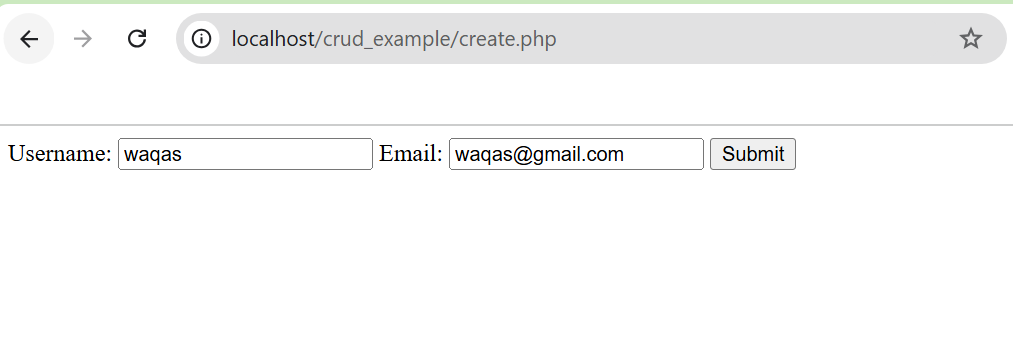 localhost/crud_example/create.php
Username: waqas Email: waqas@gmail.com Submit